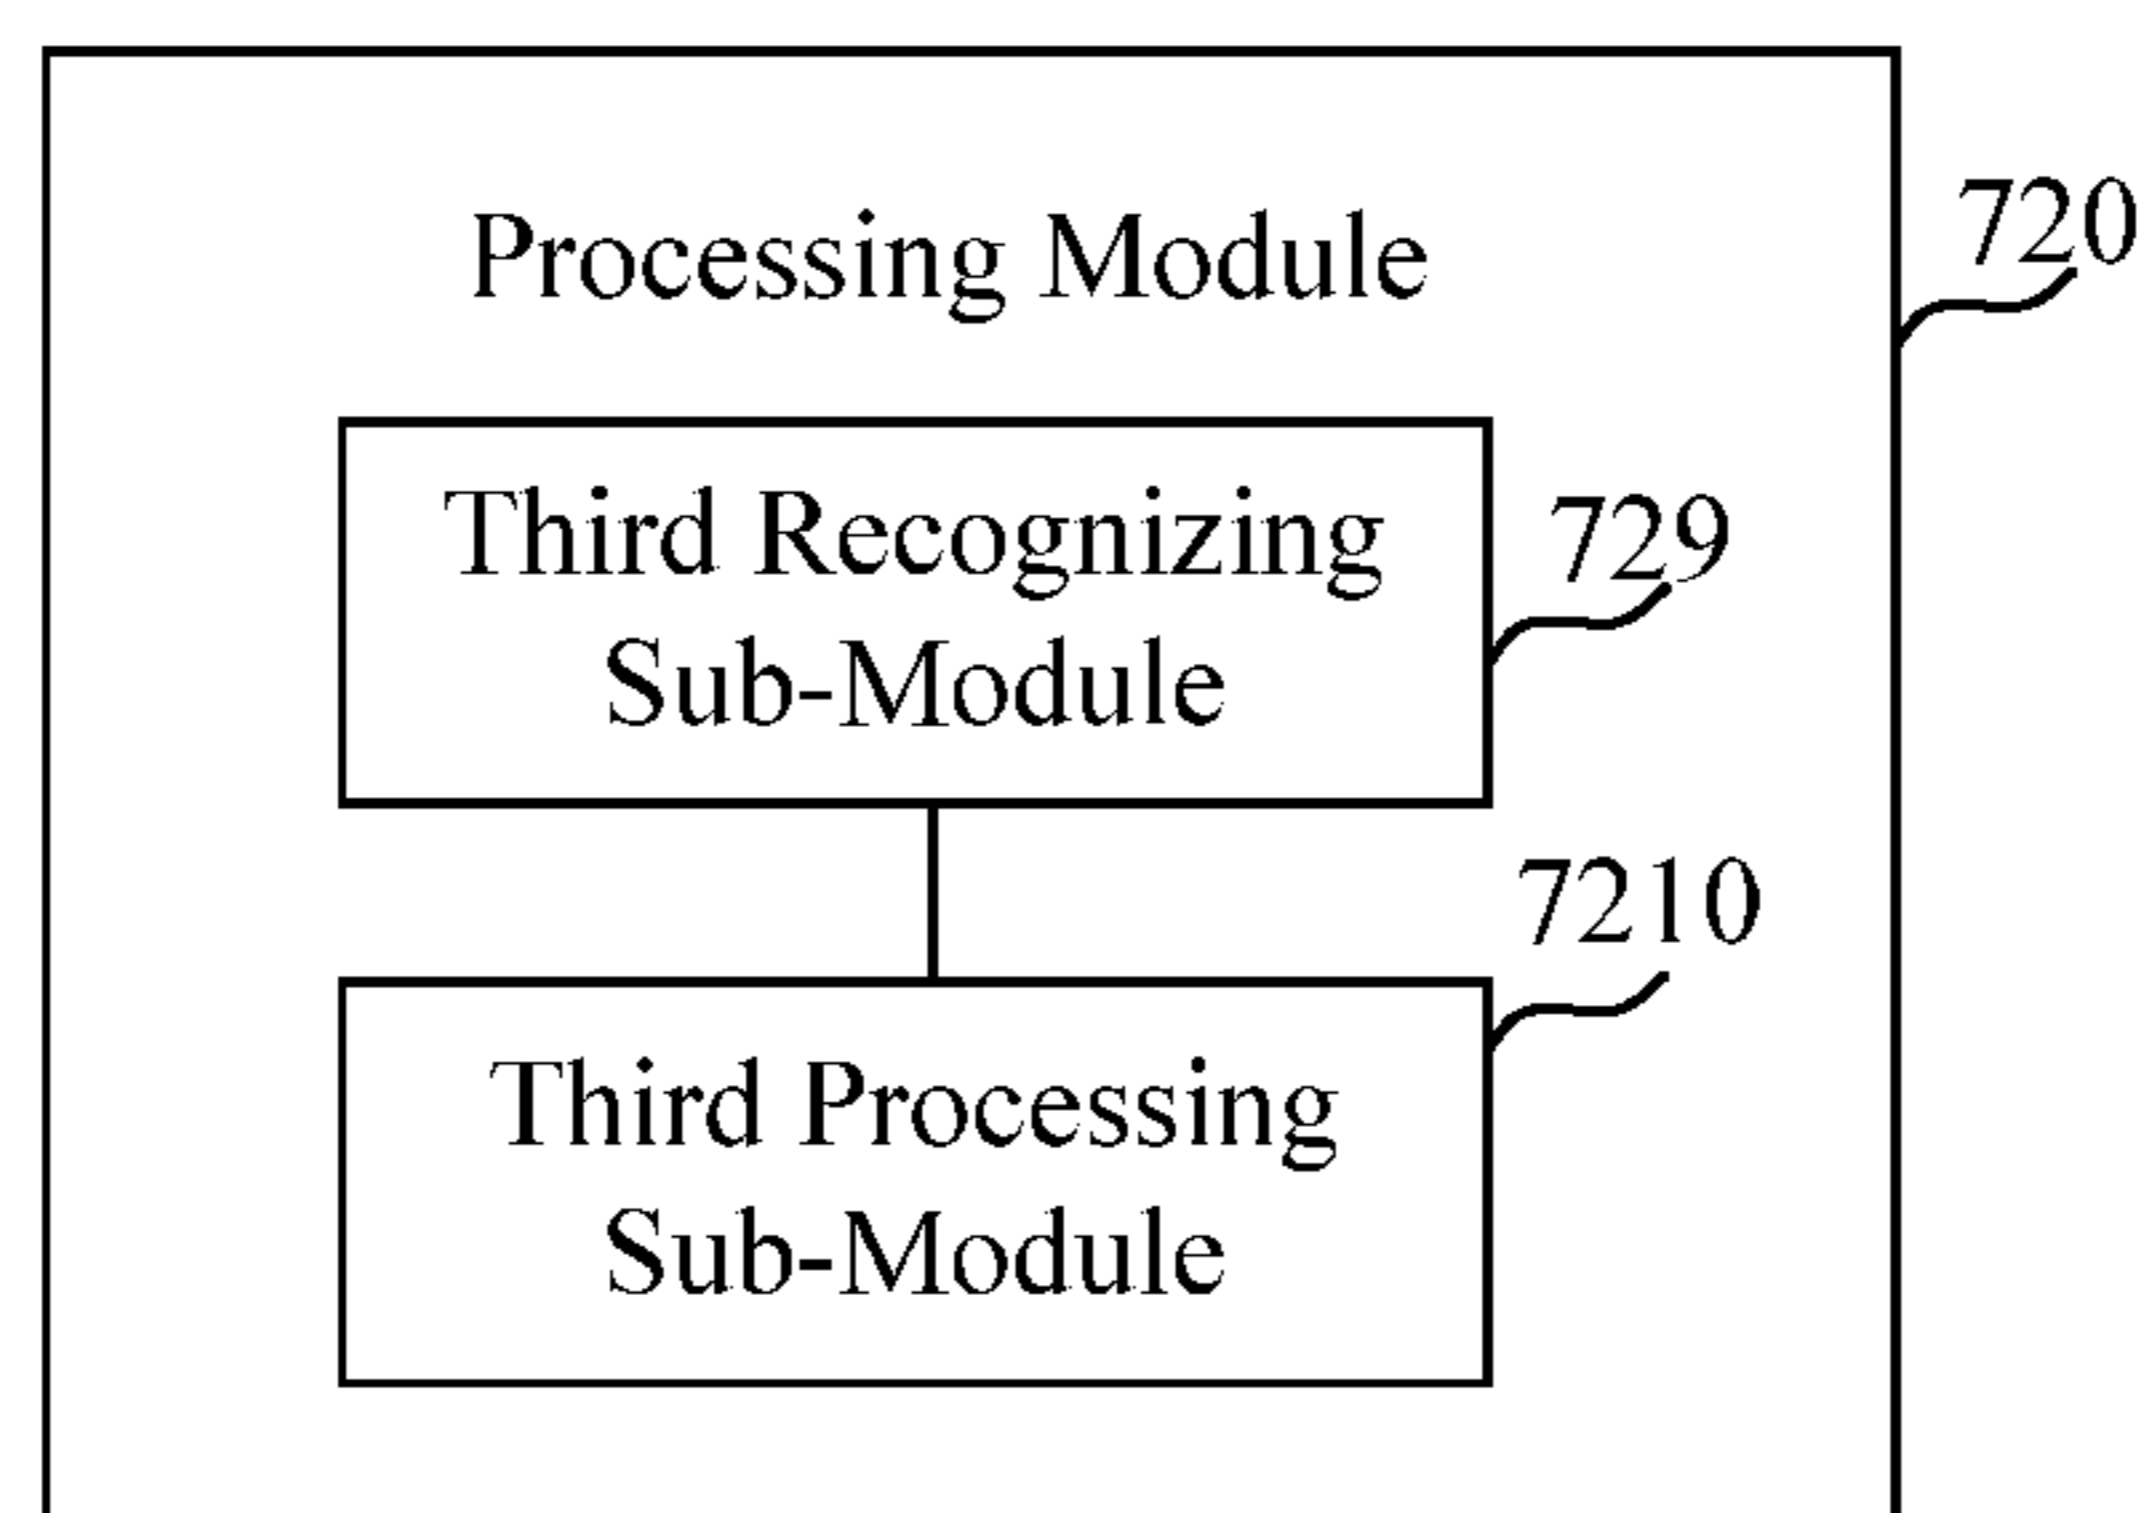 Processing Module
720
Third Recognizing
Sub-Module
729
7210
Third Processing
Sub-Module